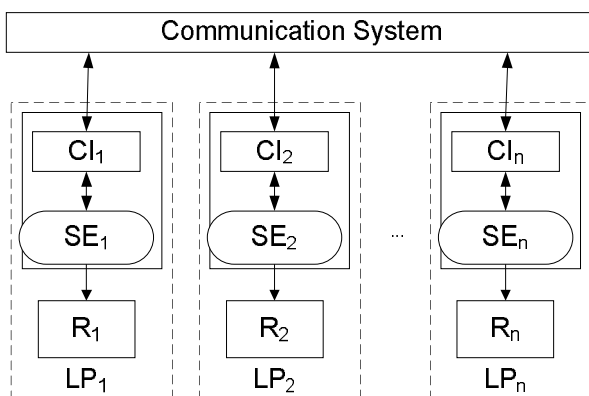 Communication System
CI₁ CI₂ CIₙ
SE₁ SE₂ ... SEₙ
R₁ R₂ Rₙ
LP₁ LP₂ LPₙ